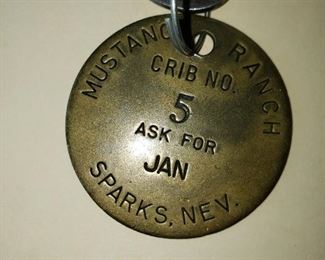 MUSTANG RANCH
CRIB NO.
5
ASK FOR
JAN
SPARKS, NEV.